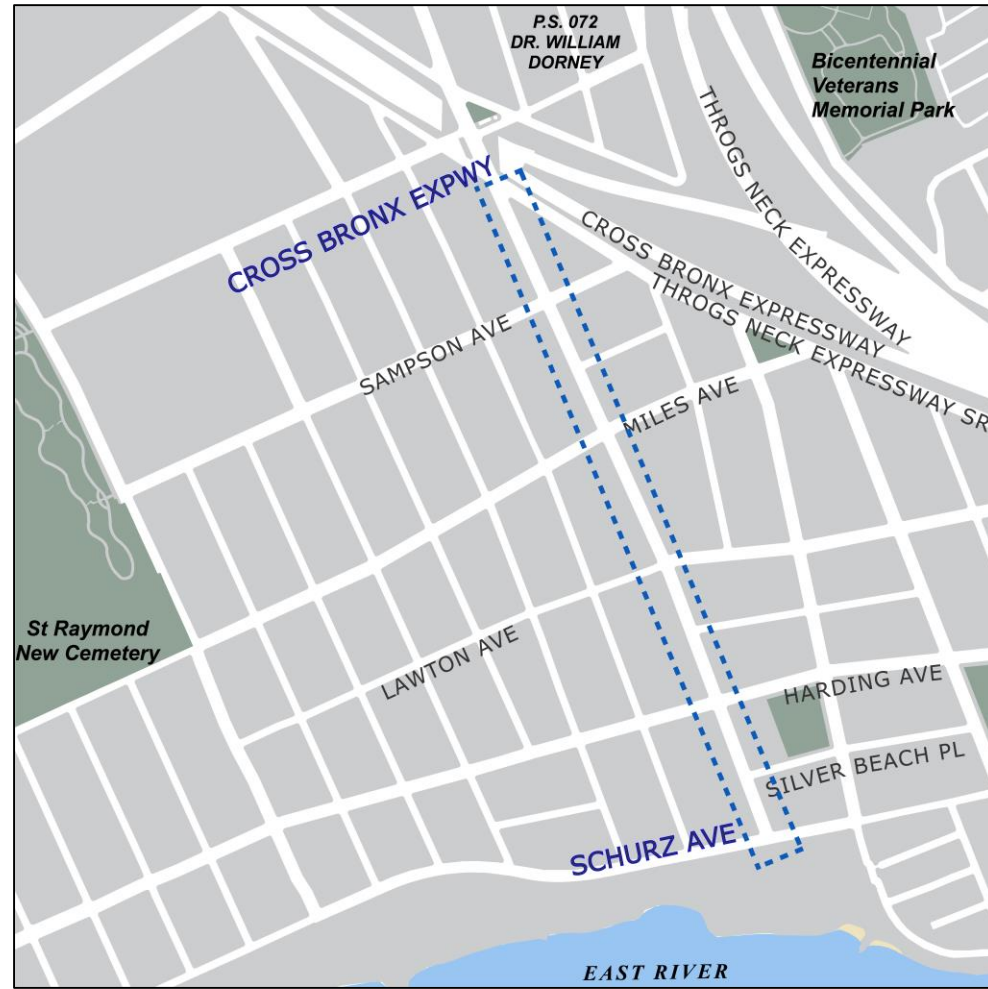 P.S. 072
DR. WILLIAM
DORNEY
Bicentennial
Veterans
Memorial Park
THROGS NECK EXPRESSWAY
CROSS BRONX EXPWY
CROSS BRONX EXPRESSWAY
THROGS NECK EXPRESSWAY SR
SAMPSON AVE
MILES AVE
St Raymond
New Cemetery
LAWTON AVE
HARDING AVE
SILVER BEACH PL
SCHURZ AVE
EAST RIVER